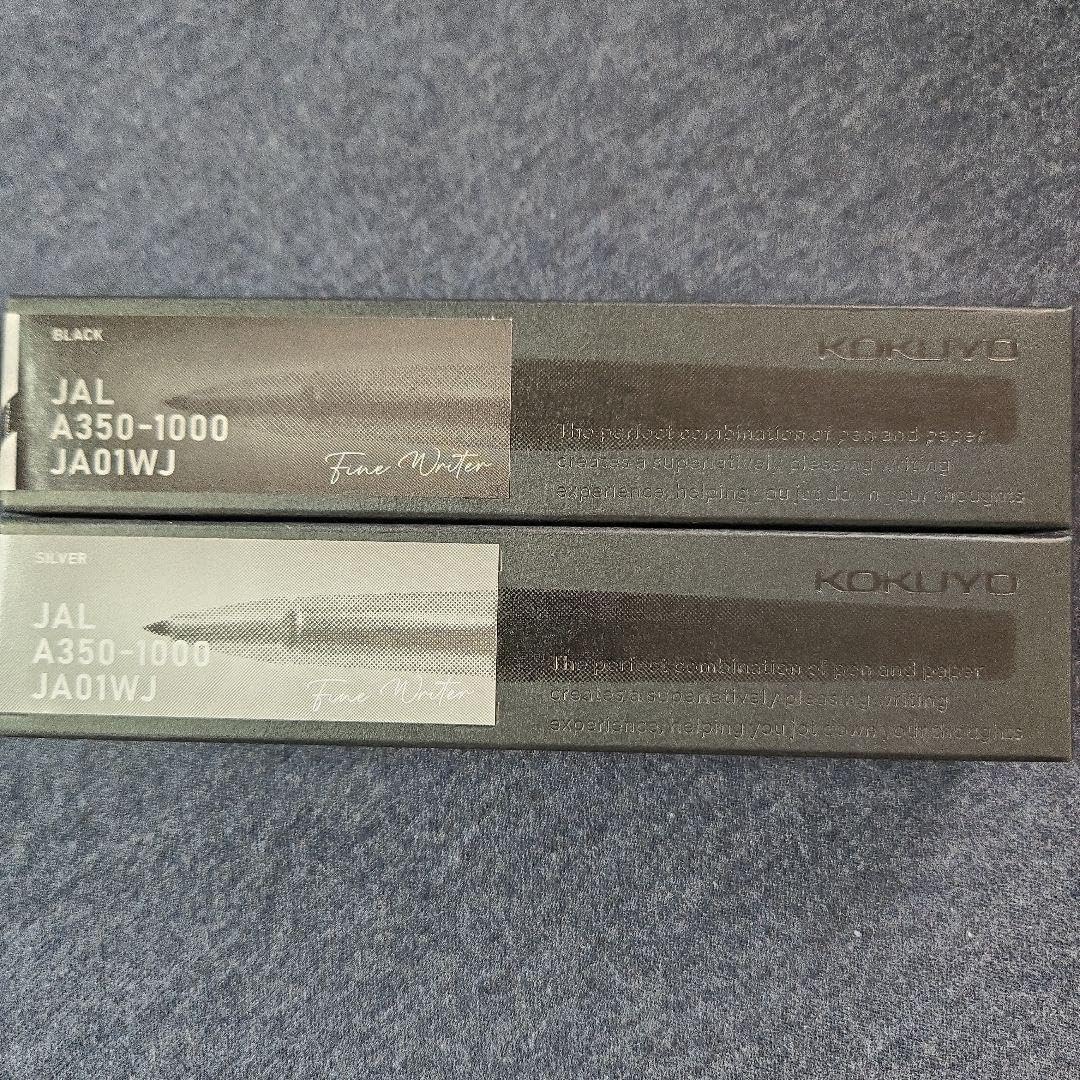 BLACK
JAL
A350-1000
JA01WJ
Fine Writer
KOKUYO
The perfect combination of pen and paper
creates a superlatively pleasing writing
experience, helping you jot down your thoughts
SILVER
JAL
A350-1000
JA01WJ
Fine Writer
KOKUYO
The perfect combination of pen and paper
creates a superlatively pleasing writing
experience, helping you jot down your thoughts